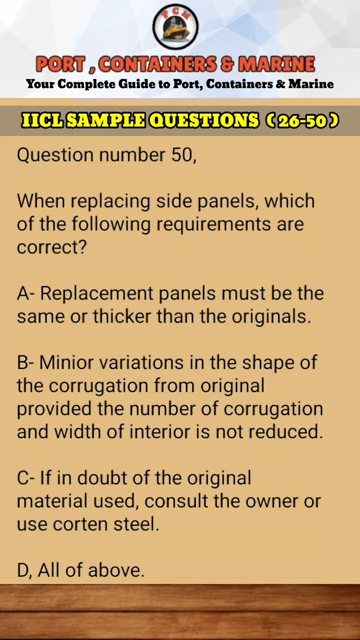 PCM
PORT , CONTAINERS & MARINE
Your Complete Guide to Port, Containers & Marine
IICL SAMPLE QUESTIONS ( 26-50 )
Question number 50,
When replacing side panels, which
of the following requirements are
correct?
A- Replacement panels must be the
same or thicker than the originals.
B- Minior variations in the shape of
the corrugation from original
provided the number of corrugation
and width of interior is not reduced.
C- If in doubt of the original
material used, consult the owner or
use corten steel.
D, All of above.